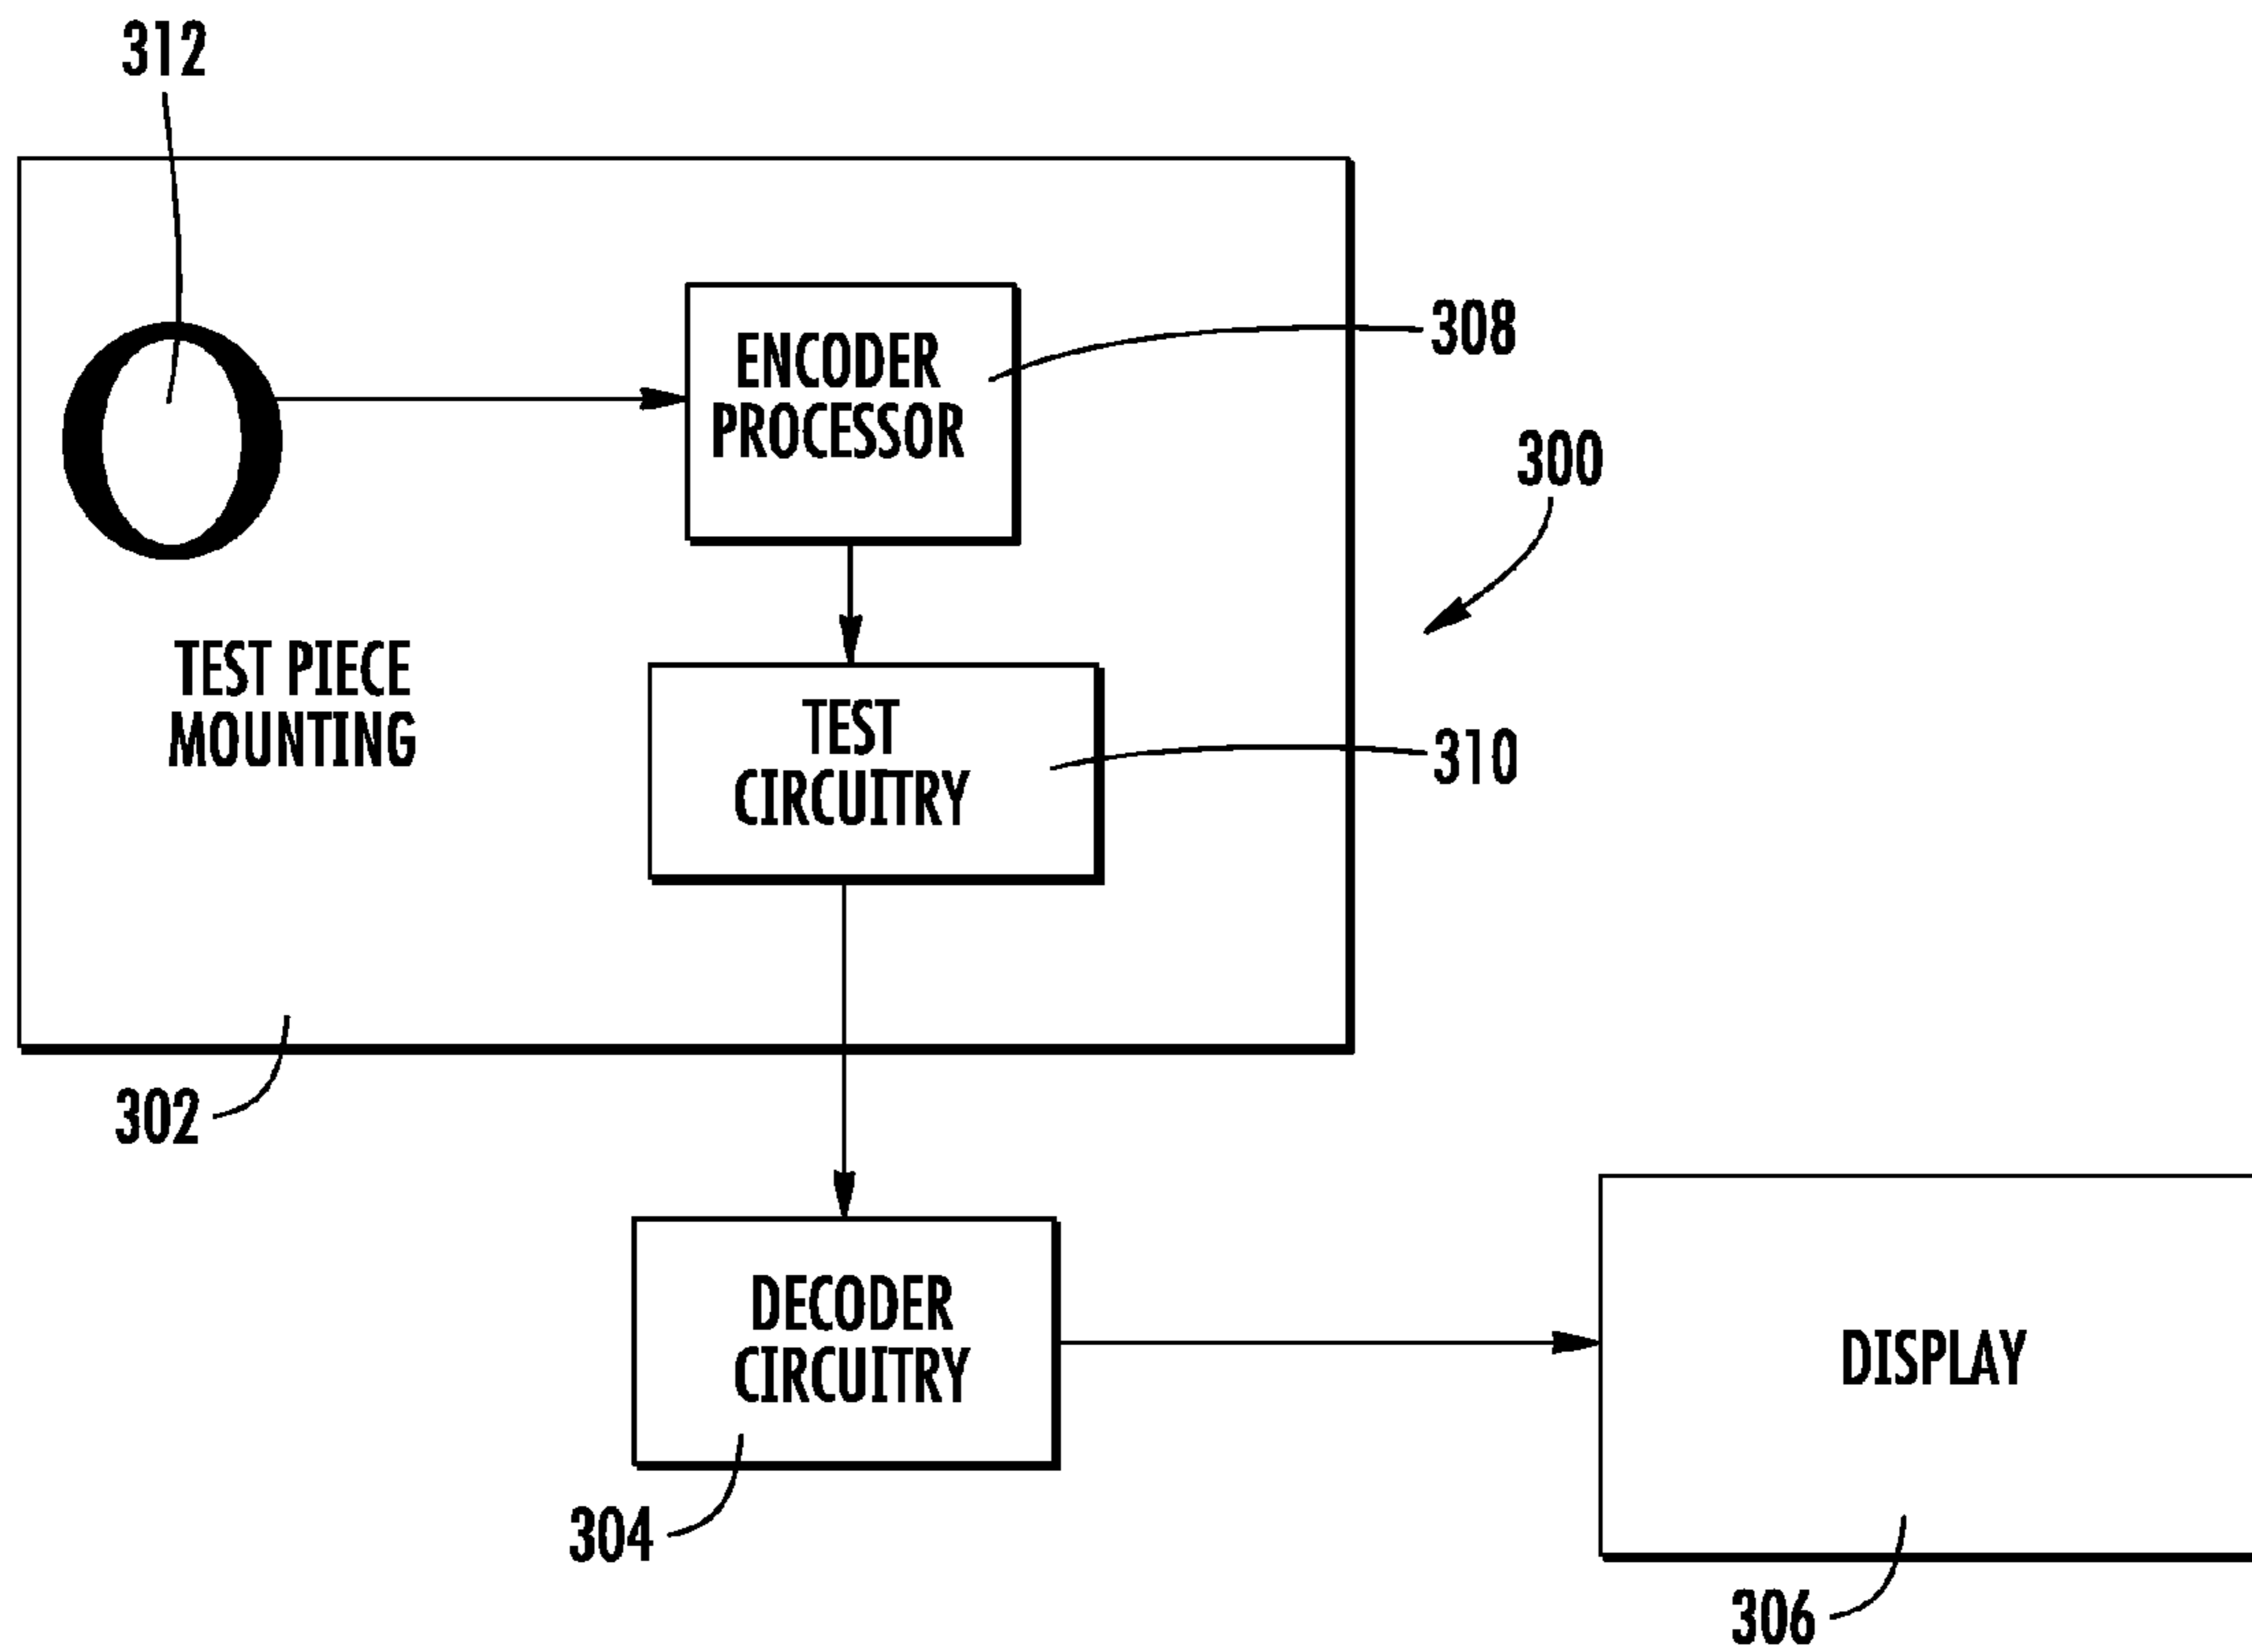 312
ENCODER
PROCESSOR
308
300
TEST PIECE
MOUNTING
TEST
CIRCUITRY
310
302
DECODER
CIRCUITRY
DISPLAY
304
306